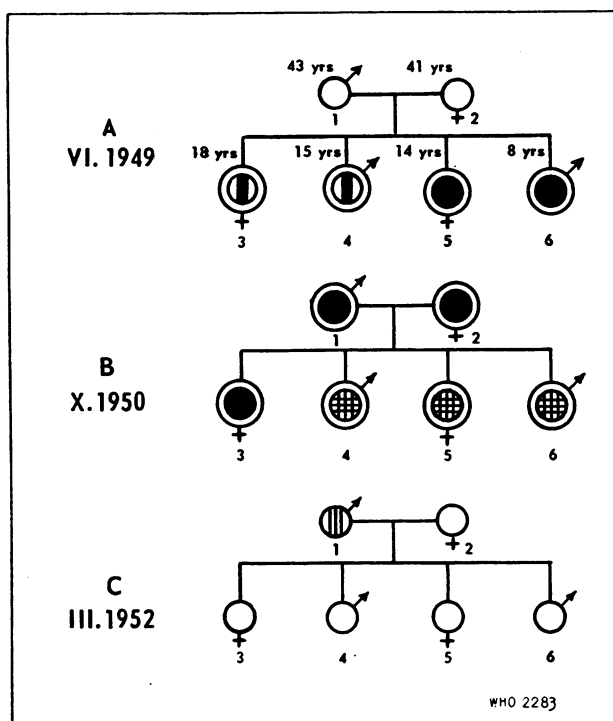 43 yrs 41 yrs
1 2
A
VI. 1949
18 yrs 15 yrs 14 yrs 8 yrs
3 4 5 6
1 2
B
X. 1950
3 4 5 6
1 2
C
III. 1952
3 4 5 6
WHO 2283